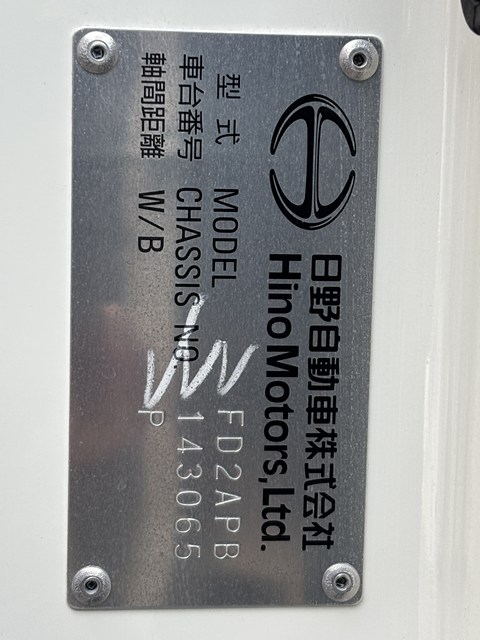 日野自動車株式会社
Hino Motors, Ltd.
型式 MODEL FD2APB
車台番号 CHASSIS NO. 143065
軸間距離 W/B P